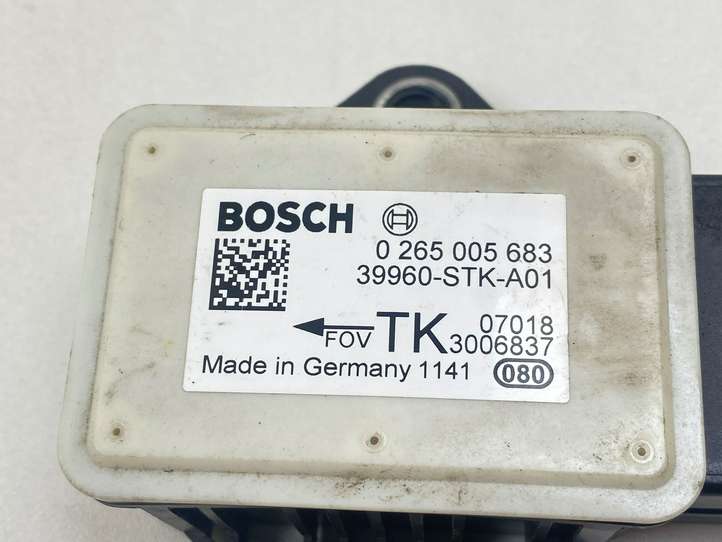 BOSCH
0 265 005 683
39960-STK-A01
FOV TK 07018
3006837
Made in Germany 1141 080